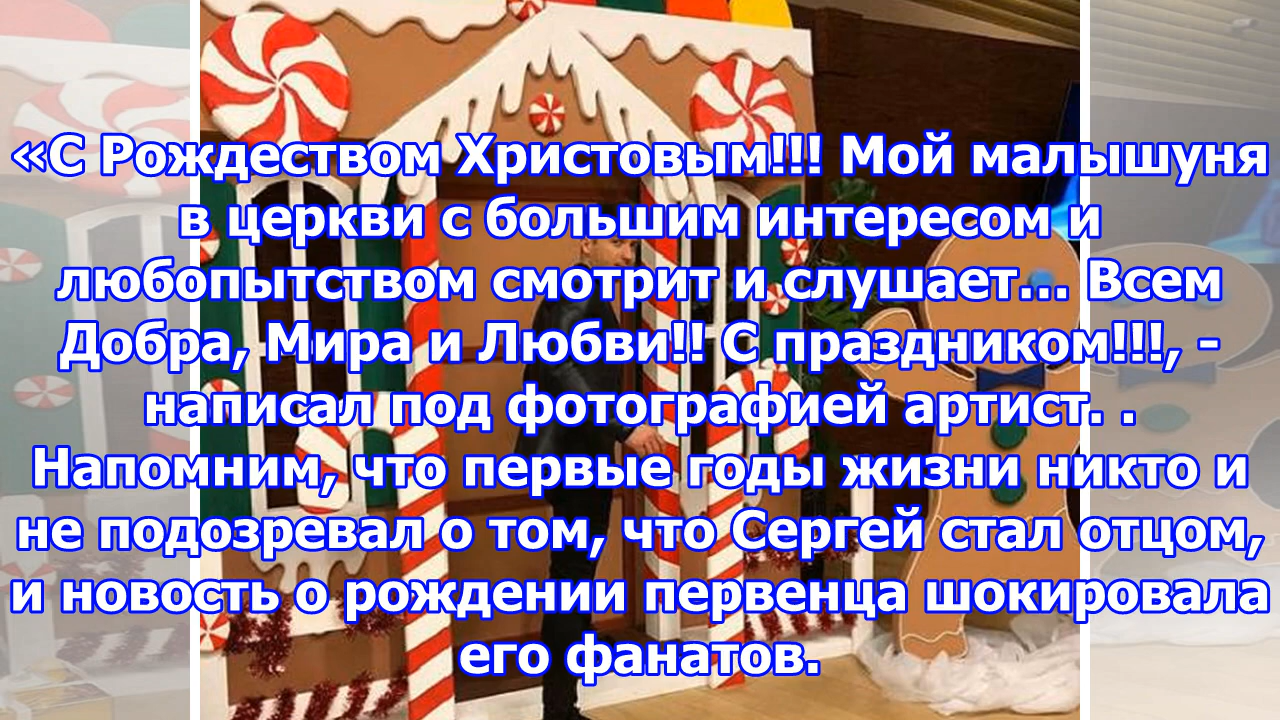 «С Рождеством Христовым!!! Мой малышуня
в церкви с большим интересом и
любопытством смотрит и слушает... Всем
Добра, Мира и Любви!! С праздником!!!, -
написал под фотографией артист. .
Напомним, что первые годы жизни никто и
не подозревал о том, что Сергей стал отцом,
и новость о рождении первенца шокировала
его фанатов.